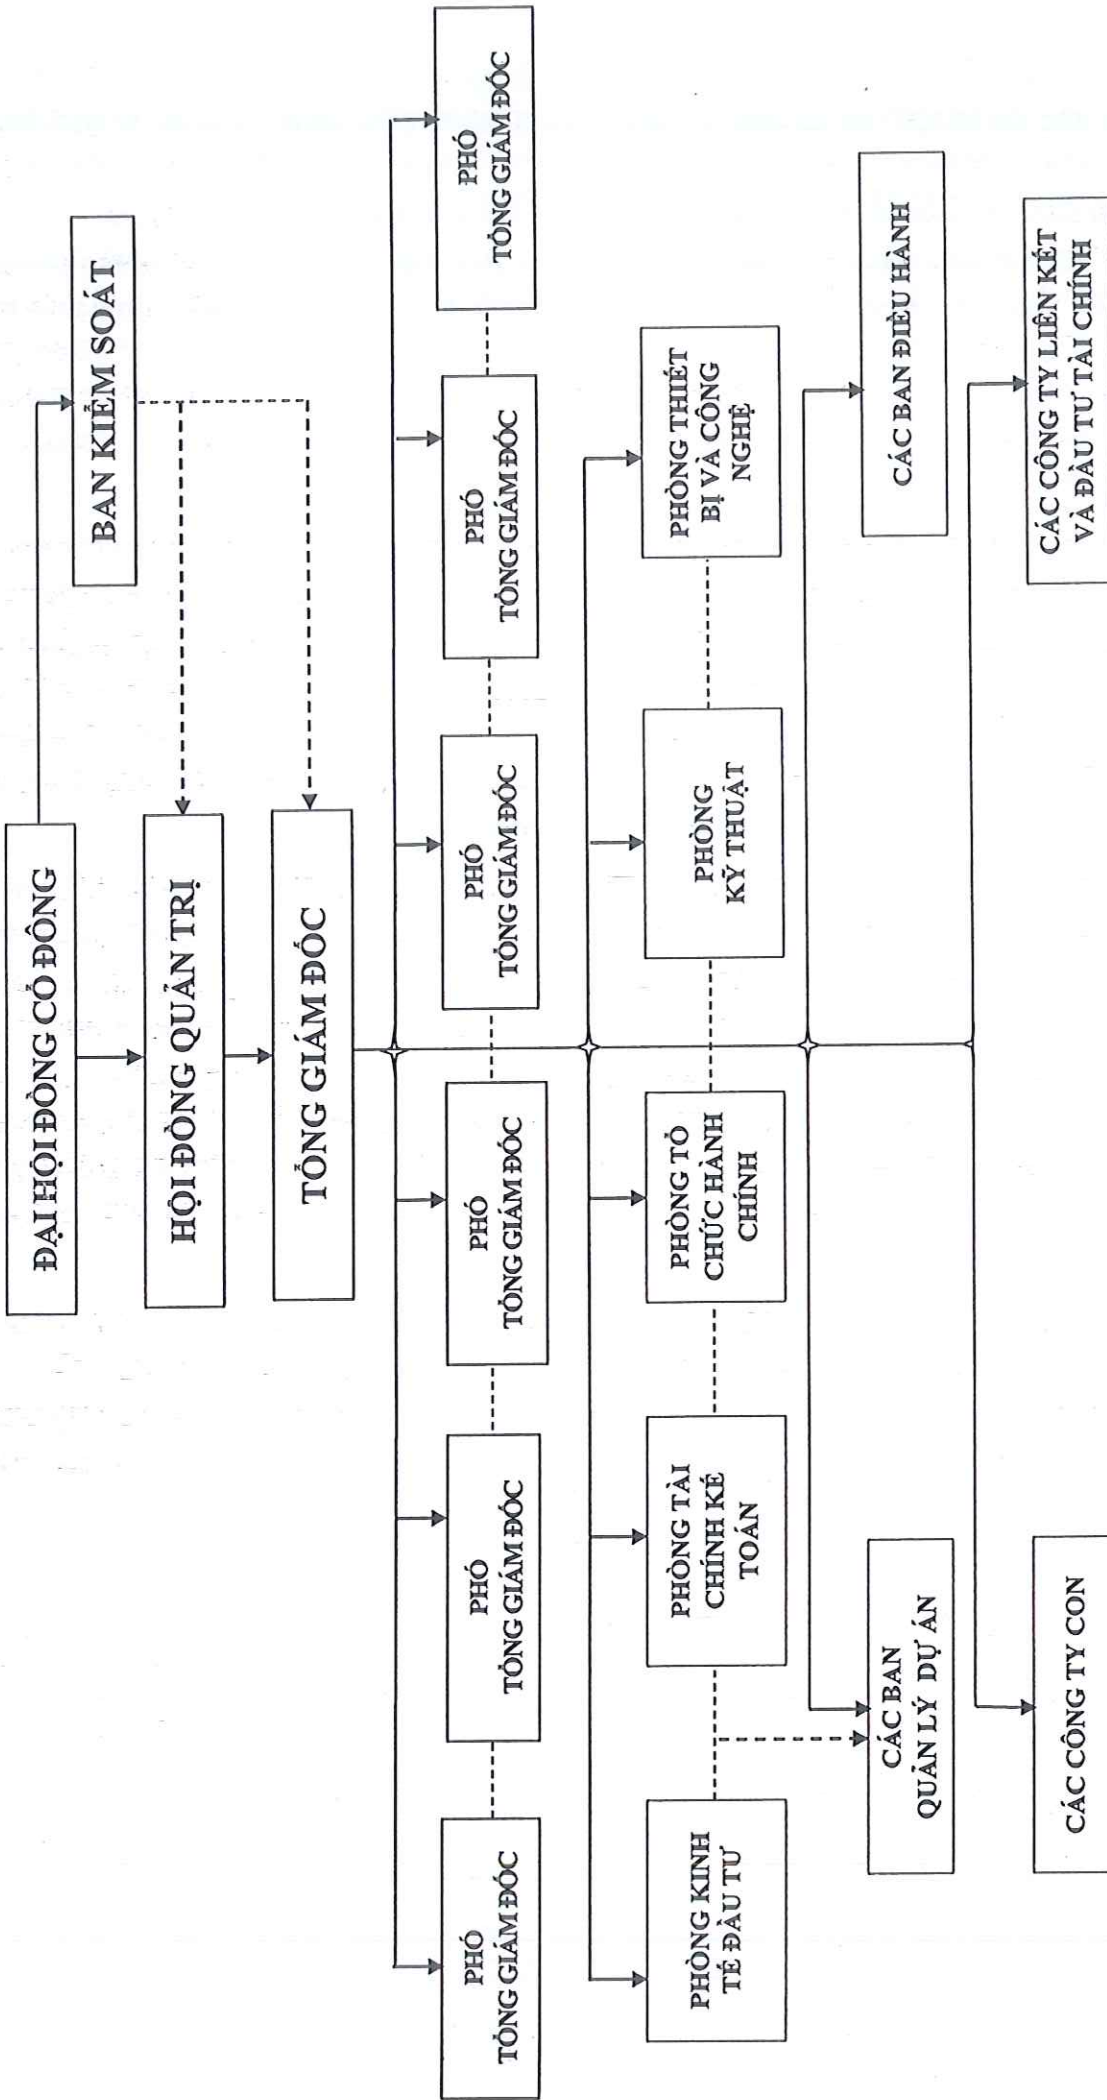 ĐẠI HỘI ĐỒNG CỔ ĐÔNG
BAN KIỂM SOÁT
HỘI ĐỒNG QUẢN TRỊ
TỔNG GIÁM ĐỐC
PHÓ
TỔNG GIÁM ĐỐC
PHÓ
TỔNG GIÁM ĐỐC
PHÓ
TỔNG GIÁM ĐỐC
PHÓ
TỔNG GIÁM ĐỐC
PHÓ
TỔNG GIÁM ĐỐC
PHÓ
TỔNG GIÁM ĐỐC
PHÒNG KINH
TẾ ĐẦU TƯ
PHÒNG TÀI
CHÍNH KẾ
TOÁN
PHÒNG TỔ
CHỨC HÀNH
CHÍNH
PHÒNG
KỸ THUẬT
PHÒNG THIẾT
BỊ VÀ CÔNG
NGHỆ
CÁC BAN
QUẢN LÝ DỰ ÁN
CÁC BAN ĐIỀU HÀNH
CÁC CÔNG TY CON
CÁC CÔNG TY LIÊN KẾT
VÀ ĐẦU TƯ TÀI CHÍNH